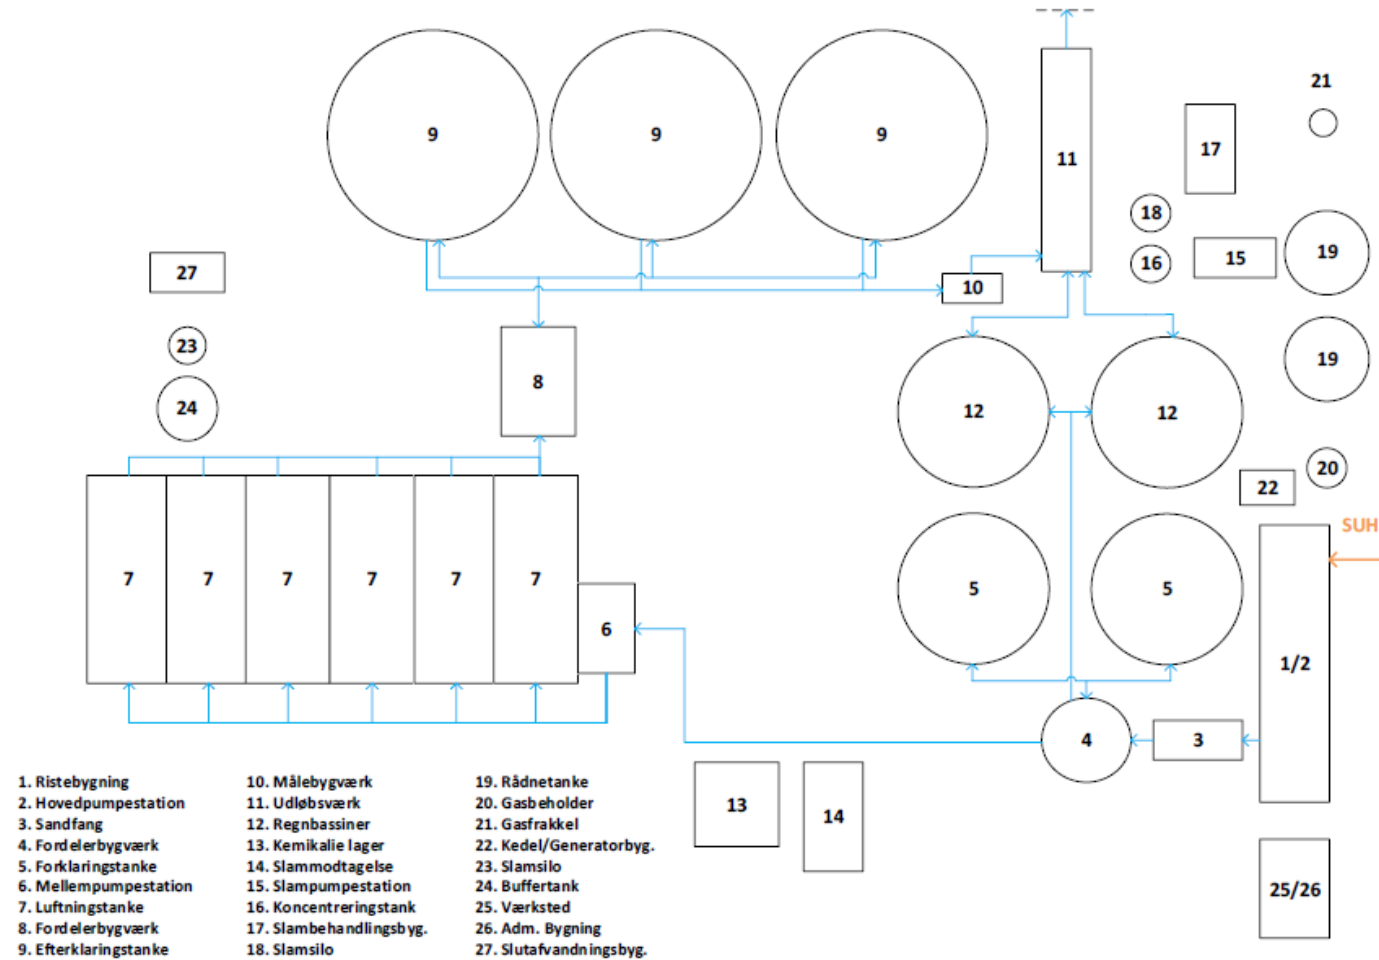 21
9
9
9
11
17
18
27
16
15
19
10
23
8
19
24
12
12
20
22
SUH
7
7
7
7
7
7
5
5
6
1/2
4
3
13
14
25/26
1. Ristebygning
2. Hovedpumpestation
3. Sandfang
4. Fordelerbygværk
5. Forklaringstanke
6. Mellempumpestation
7. Luftningstanke
8. Fordelerbygværk
9. Efterklaringstanke
10. Målebygværk
11. Udløbsværk
12. Regnbassiner
13. Kemikalie lager
14. Slammodtagelse
15. Slampumpestation
16. Koncentreringstank
17. Slambehandlingsbyg.
18. Slamsilo
19. Rådnetanke
20. Gasbeholder
21. Gasfrakkel
22. Kedel/Generatorbyg.
23. Slamsilo
24. Buffertank
25. Værksted
26. Adm. Bygning
27. Slutafvandningsbyg.